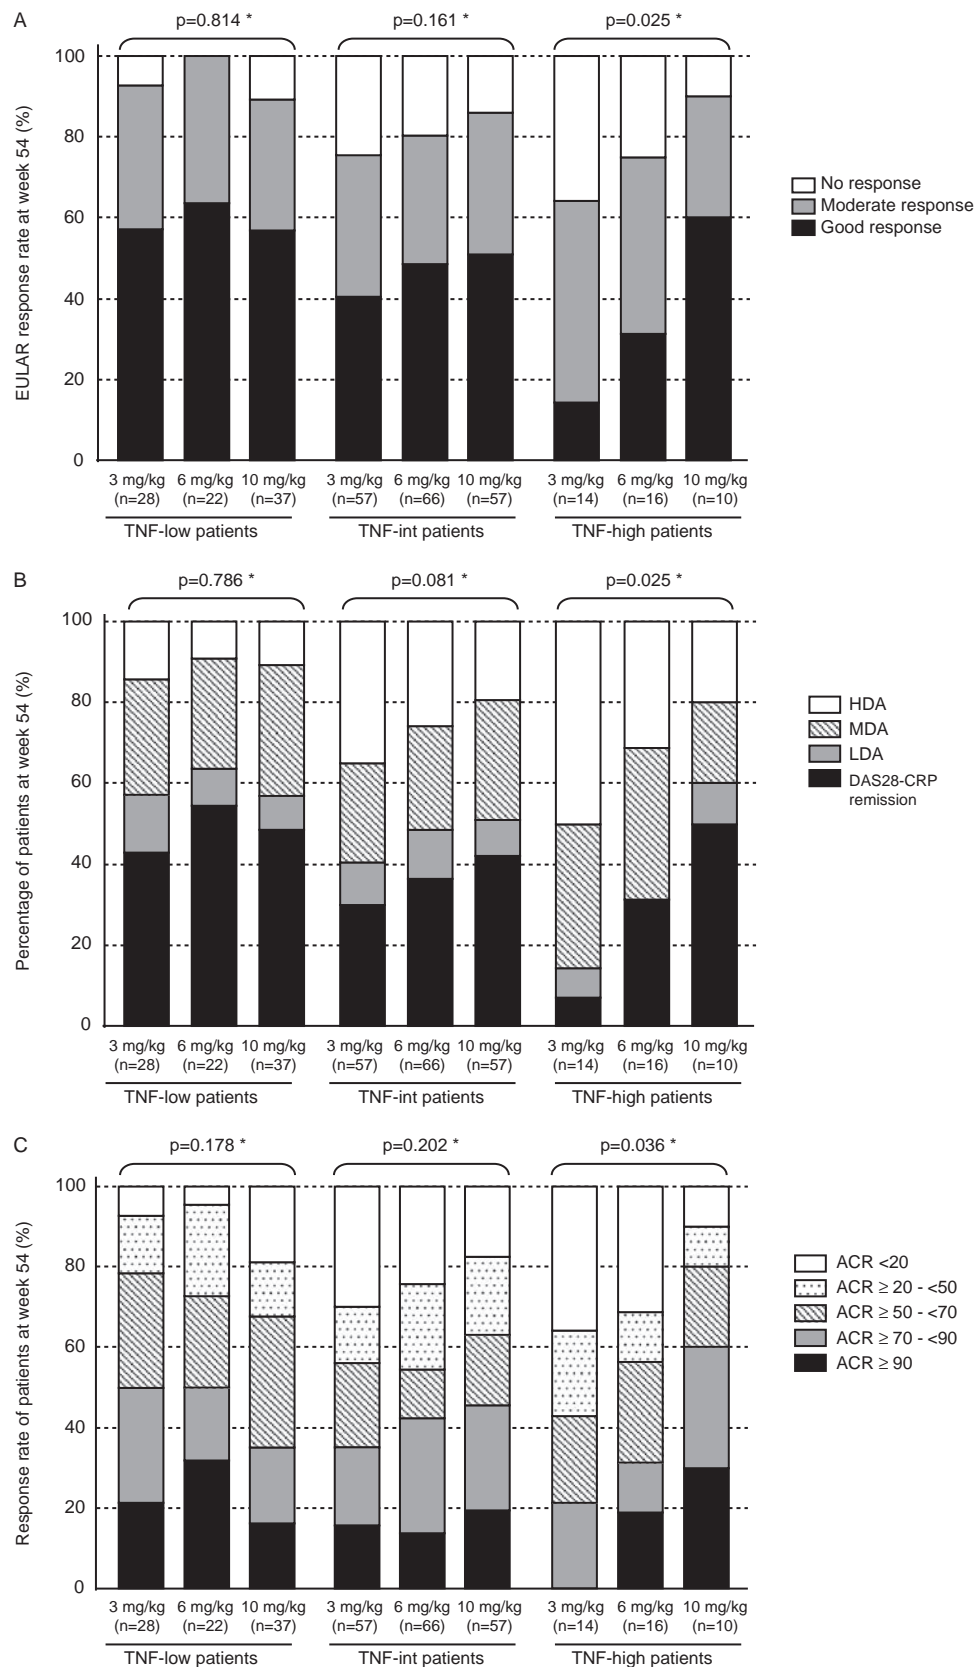 A
p=0.814 *
p=0.161 *
p=0.025 *
EULAR response rate at week 54 (%)
100
80
60
40
20
0
No response
Moderate response
Good response
3 mg/kg 6 mg/kg 10 mg/kg 3 mg/kg 6 mg/kg 10 mg/kg 3 mg/kg 6 mg/kg 10 mg/kg
(n=28) (n=22) (n=37) (n=57) (n=66) (n=57) (n=14) (n=16) (n=10)
TNF-low patients TNF-int patients TNF-high patients
B
p=0.786 *
p=0.081 *
p=0.025 *
Percentage of patients at week 54 (%)
100
80
60
40
20
0
HDA
MDA
LDA
DAS28-CRP
remission
3 mg/kg 6 mg/kg 10 mg/kg 3 mg/kg 6 mg/kg 10 mg/kg 3 mg/kg 6 mg/kg 10 mg/kg
(n=28) (n=22) (n=37) (n=57) (n=66) (n=57) (n=14) (n=16) (n=10)
TNF-low patients TNF-int patients TNF-high patients
C
p=0.178 *
p=0.202 *
p=0.036 *
Response rate of patients at week 54 (%)
100
80
60
40
20
0
ACR <20
ACR ≥ 20 - <50
ACR ≥ 50 - <70
ACR ≥ 70 - <90
ACR ≥ 90
3 mg/kg 6 mg/kg 10 mg/kg 3 mg/kg 6 mg/kg 10 mg/kg 3 mg/kg 6 mg/kg 10 mg/kg
(n=28) (n=22) (n=37) (n=57) (n=66) (n=57) (n=14) (n=16) (n=10)
TNF-low patients TNF-int patients TNF-high patients